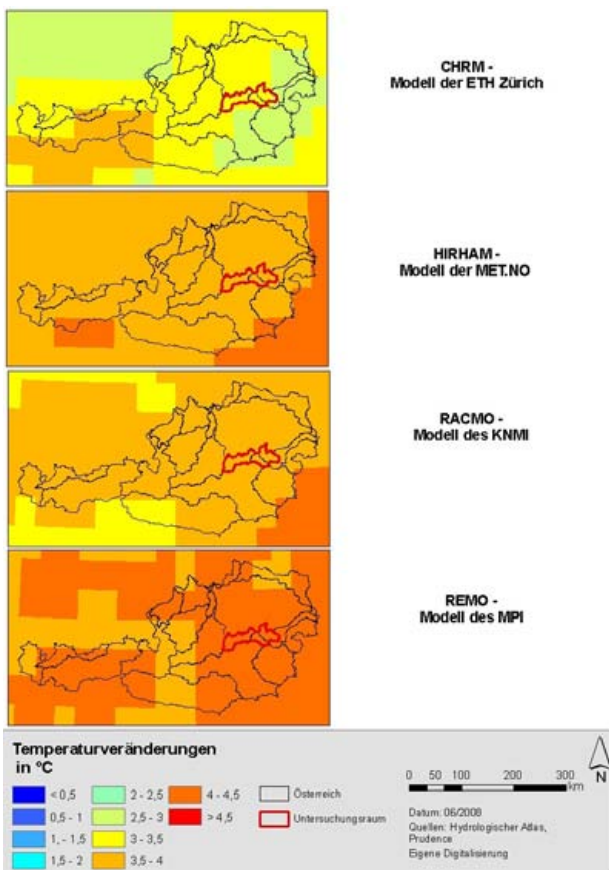 CHRM -
Modell der ETH Zürich
HIRHAM -
Modell der MET.NO
RACMO -
Modell des KNMI
REMO -
Modell des MPI
Temperaturveränderungen
in °C
< 0,5
0,5 - 1
1, - 1,5
1,5 - 2
2 - 2,5
2,5 - 3
3 - 3,5
3,5 - 4
4 - 4,5
> 4,5
Österreich
Untersuchungsraum
0 50 100 200 300
km
N
Datum: 06/2008
Quellen: Hydrologischer Atlas,
Prudence
Eigene Digitalisierung